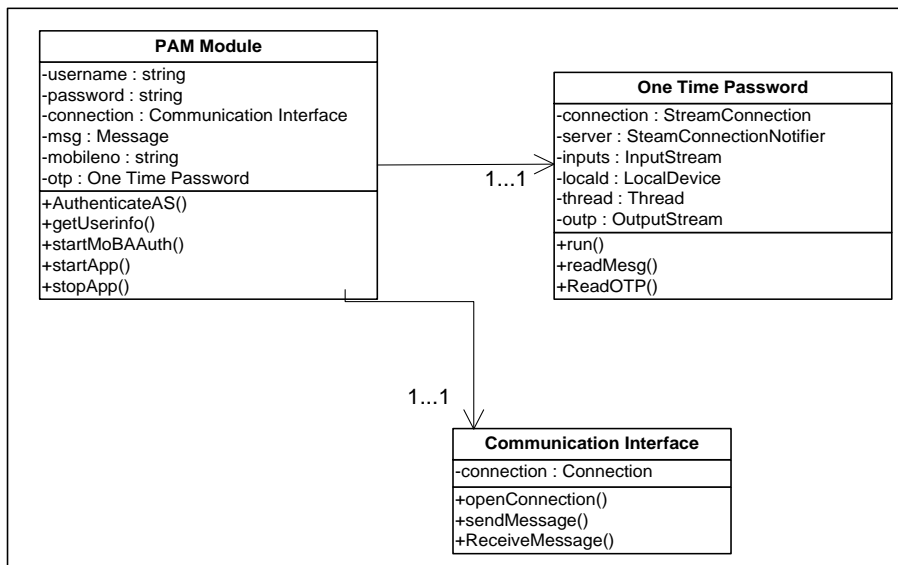 PAM Module
-username : string
-password : string
-connection : Communication Interface
-msg : Message
-mobileno : string
-otp : One Time Password
+AuthenticateAS()
+getUserinfo()
+startMoBAAuth()
+startApp()
+stopApp()
One Time Password
-connection : StreamConnection
-server : SteamConnectionNotifier
-inputs : InputStream
-locald : LocalDevice
-thread : Thread
-outp : OutputStream
+run()
+readMesg()
+ReadOTP()
1...1
1...1
Communication Interface
-connection : Connection
+openConnection()
+sendMessage()
+ReceiveMessage()